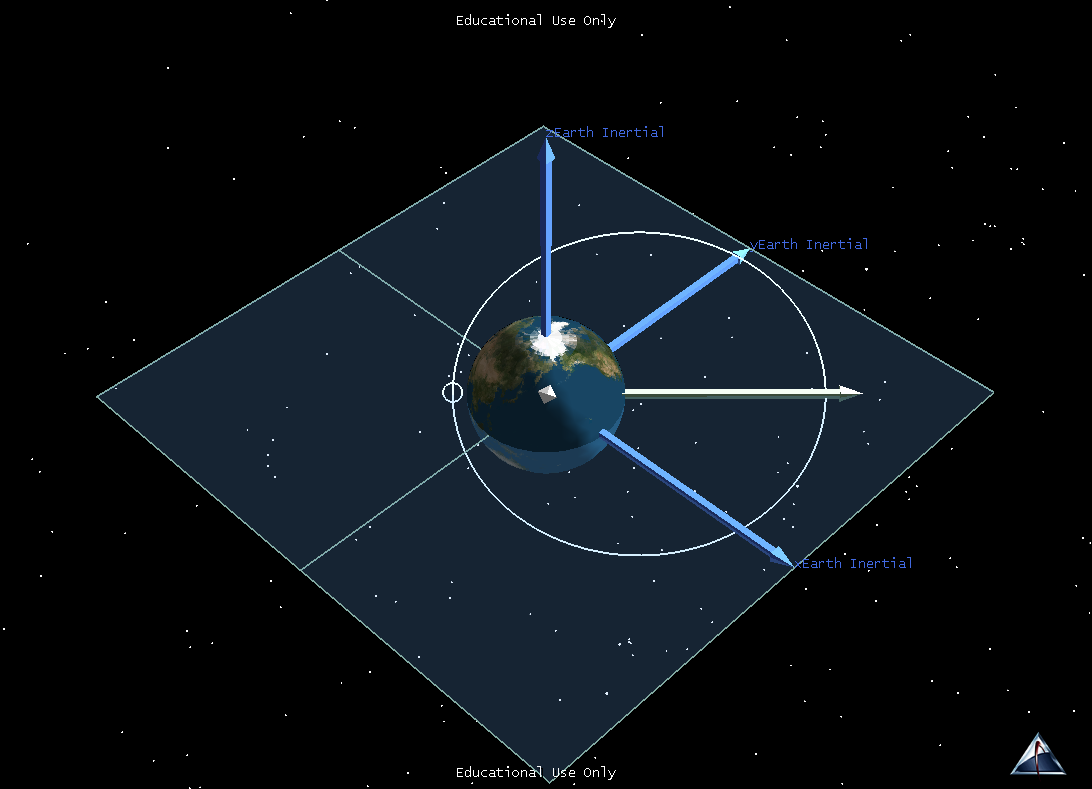 Educational Use Only
zEarth Inertial
yEarth Inertial
xEarth Inertial
Educational Use Only